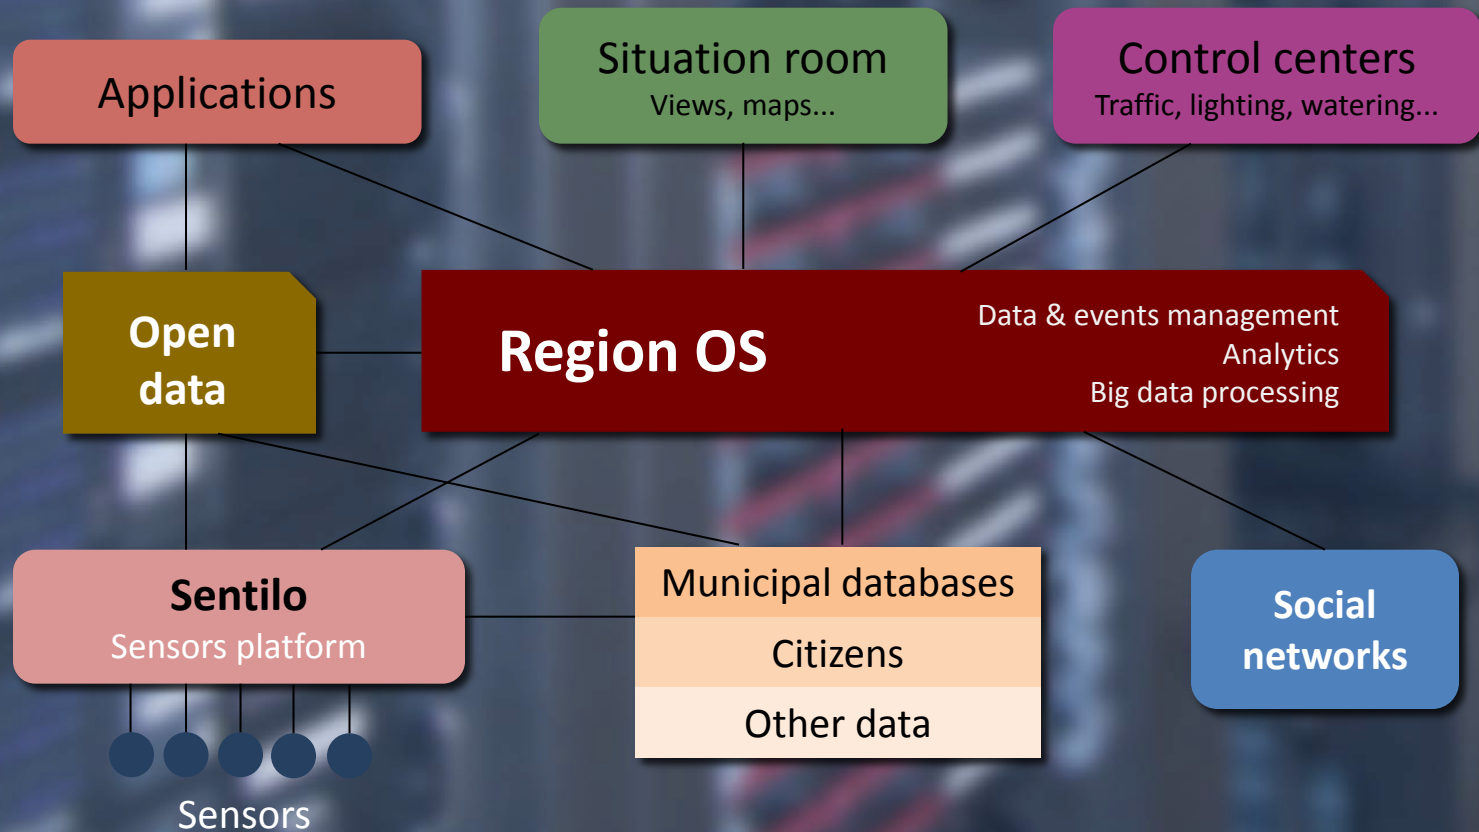 Applications
Situation room
Views, maps...
Control centers
Traffic, lighting, watering...
Open
data
Region OS
Data & events management
Analytics
Big data processing
Sentilo
Sensors platform
Municipal databases
Citizens
Other data
Social
networks
Sensors